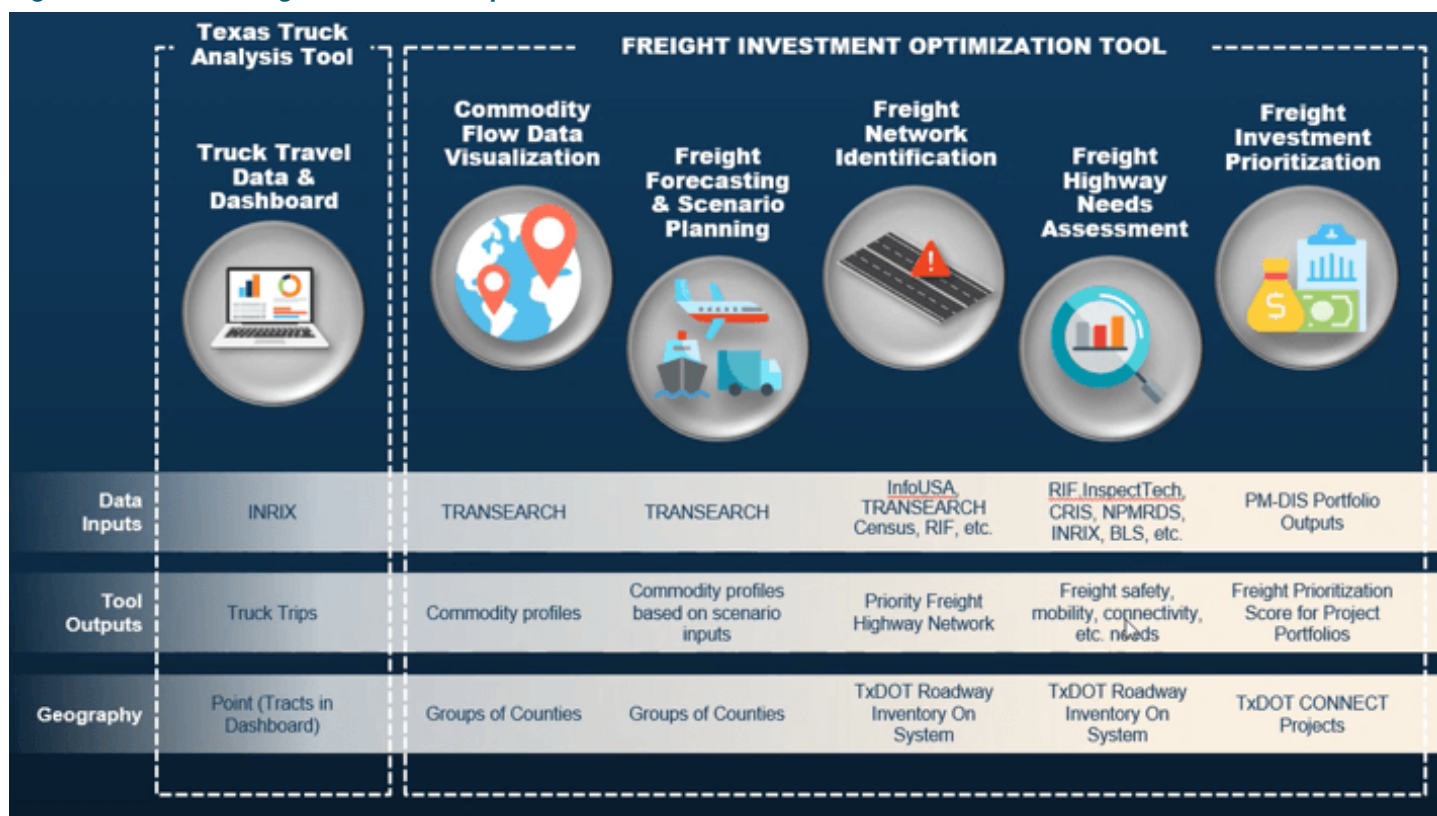 Texas Truck
Analysis Tool
FREIGHT INVESTMENT OPTIMIZATION TOOL
Truck Travel
Data &
Dashboard
Commodity
Flow Data
Visualization
Freight
Forecasting
& Scenario
Planning
Freight
Network
Identification
Freight
Highway
Needs
Assessment
Freight
Investment
Prioritization
Data
Inputs
INRIX
TRANSEARCH
TRANSEARCH
InfoUSA,
TRANSEARCH
Census, RIF, etc.
RIF,InspectTech,
CRIS, NPMRDS,
INRIX, BLS, etc.
PM-DIS Portfolio
Outputs
Tool
Outputs
Truck Trips
Commodity profiles
Commodity profiles
based on scenario
inputs
Priority Freight
Highway Network
Freight safety,
mobility, connectivity,
etc. needs
Freight Prioritization
Score for Project
Portfolios
Geography
Point (Tracts in
Dashboard)
Groups of Counties
Groups of Counties
TxDOT Roadway
Inventory On
System
TxDOT Roadway
Inventory On
System
TxDOT CONNECT
Projects